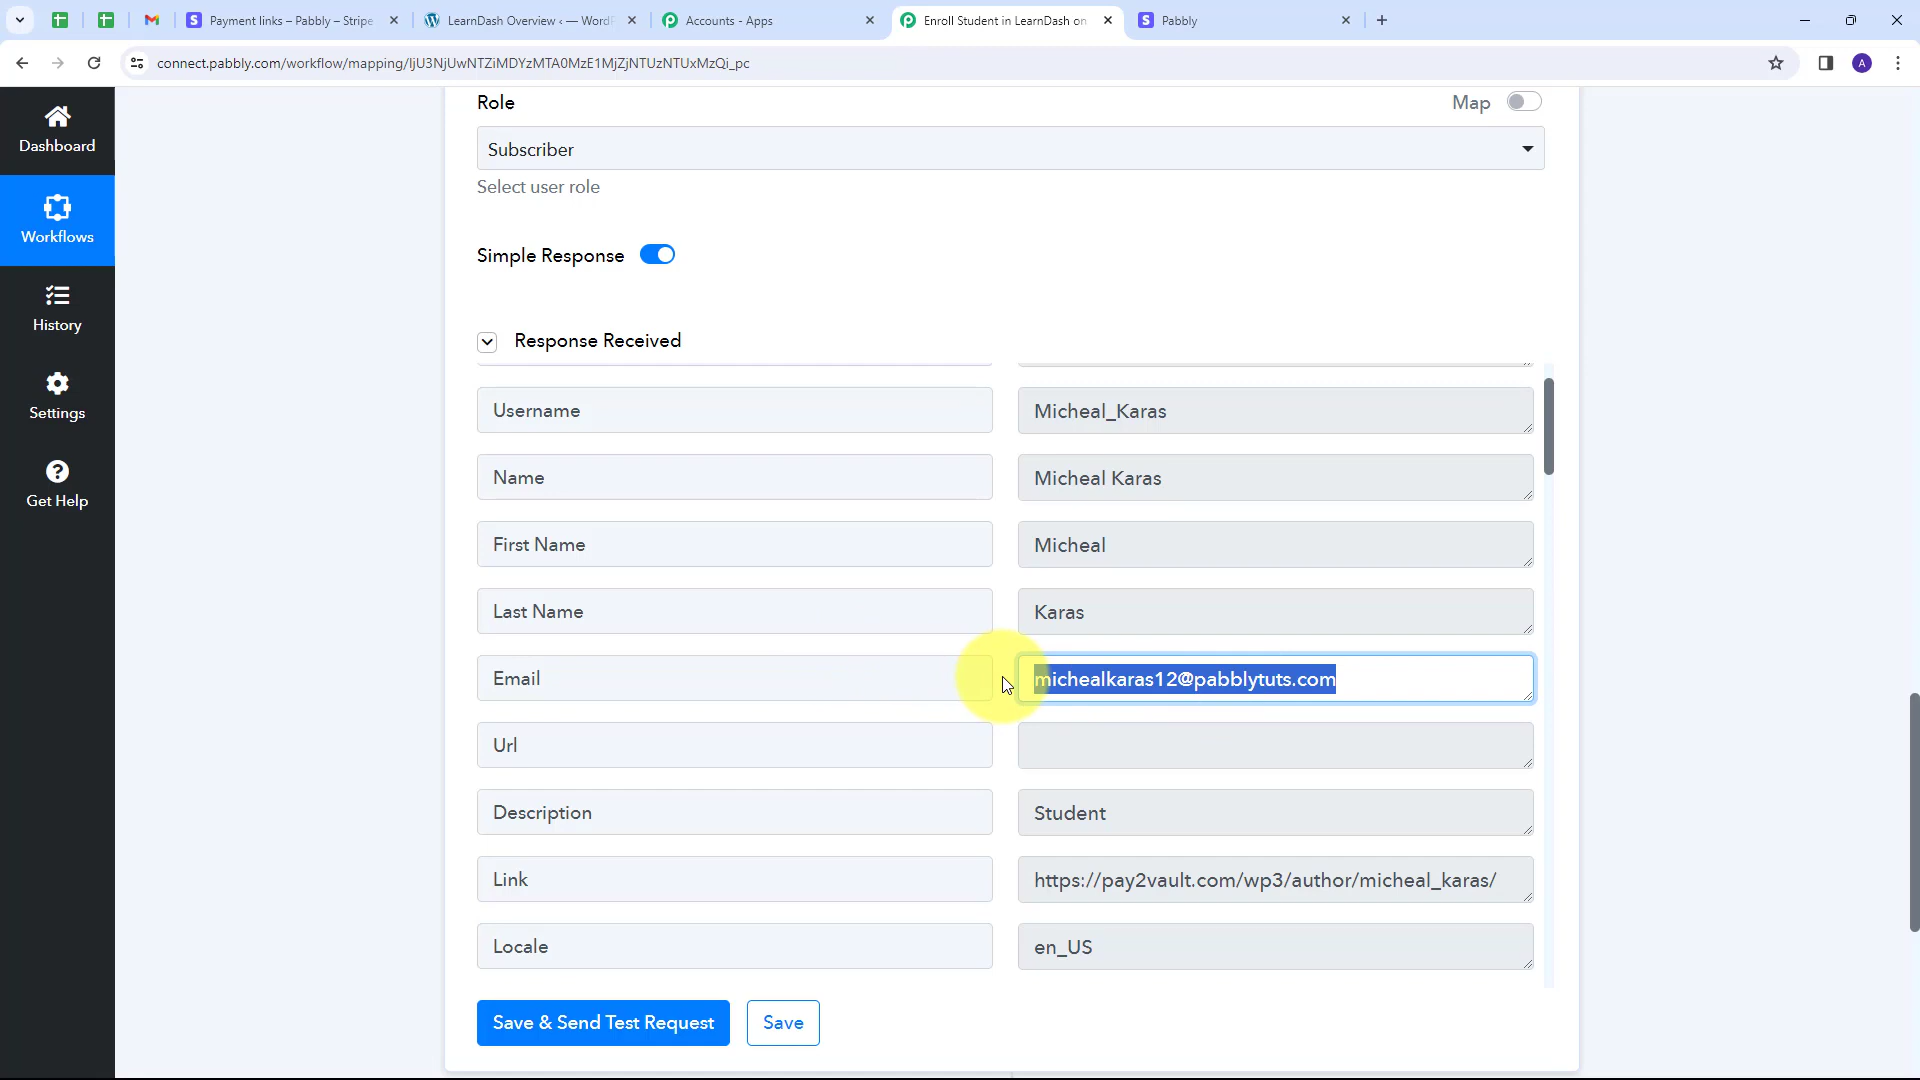 Payment links – Pabbly – Stripe
LearnDash Overview ‹ — Word
Accounts - Apps
Enroll Student in LearnDash on
Pabbly
connect.pabbly.com/workflow/mapping/IjU3NjUwNTZiMDYzMTA0MzE1MjZjNTUzNTUxMzQi_pc
A
Dashboard
Workflows
History
Settings
Get Help
Role
Map
Subscriber
Select user role
Simple Response
Response Received
Username
Micheal_Karas
Name
Micheal Karas
First Name
Micheal
Last Name
Karas
Email
michealkaras12@pabblytuts.com
Url
Description
Student
Link
https://pay2vault.com/wp3/author/micheal_karas/
Locale
en_US
Save & Send Test Request
Save